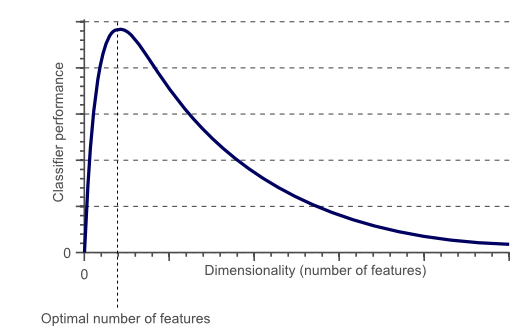 Classifier performance
0
0
Dimensionality (number of features)
Optimal number of features